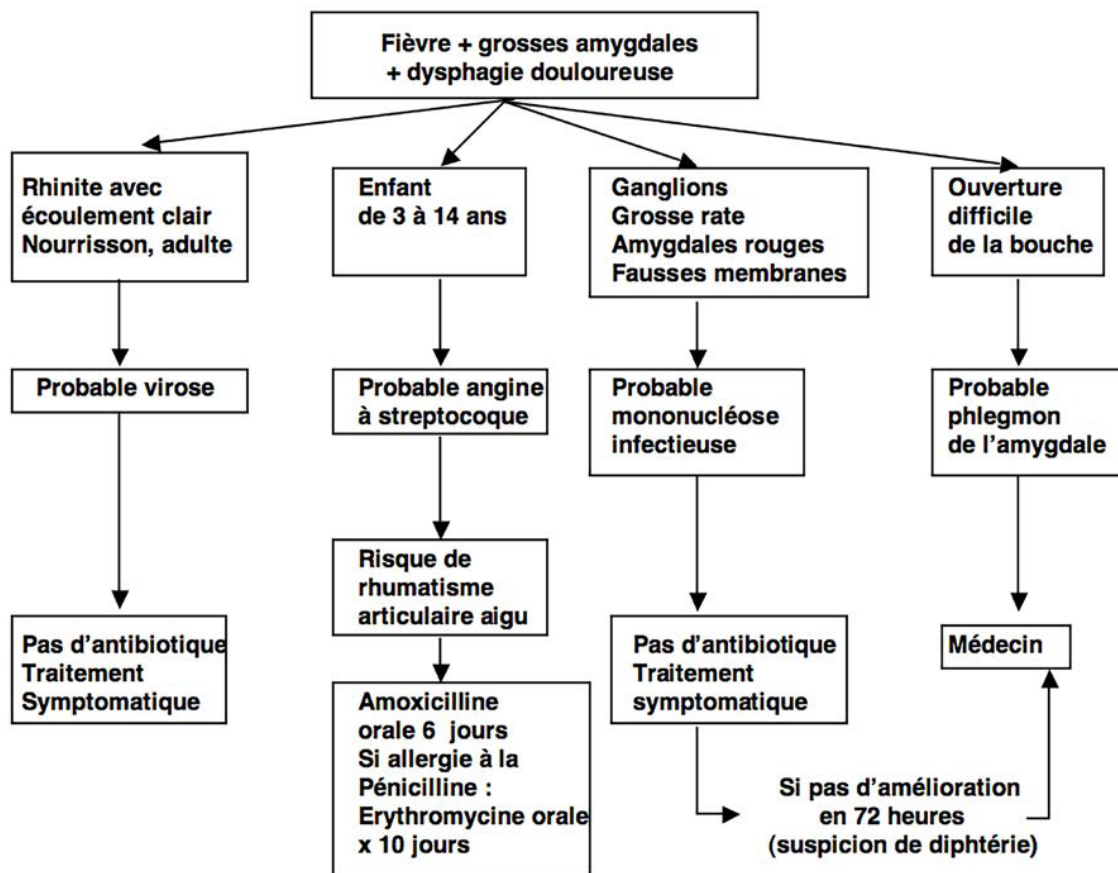 Fièvre + grosses amygdales
+ dysphagie douloureuse
Rhinite avec
écoulement clair
Nourrisson, adulte
Enfant
de 3 à 14 ans
Ganglions
Grosse rate
Amygdales rouges
Fausses membranes
Ouverture
difficile
de la bouche
Probable virose
Probable angine
à streptocoque
Probable
mononucléose
infectieuse
Probable
phlegmon
de l’amygdale
Risque de
rhumatisme
articulaire aigu
Pas d’antibiotique
Traitement
Symptomatique
Pas d’antibiotique
Traitement
symptomatique
Médecin
Amoxicilline
orale 6 jours
Si allergie à la
Pénicilline :
Erythromycine orale
x 10 jours
Si pas d’amélioration
en 72 heures
(suspicion de diphtérie)